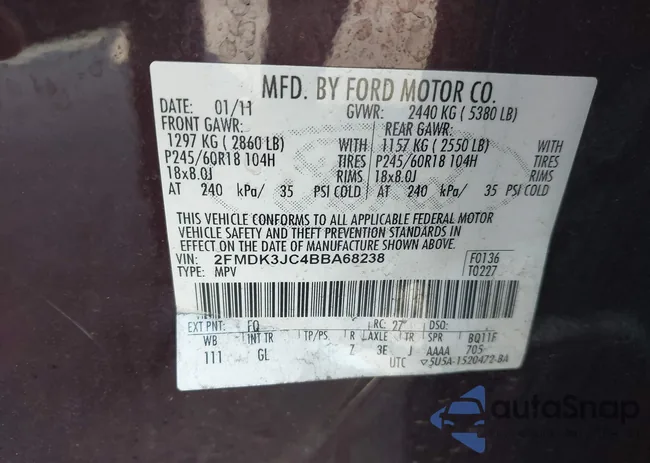 MFD. BY FORD MOTOR CO.
DATE: 01/11 GVWR: 2440 KG ( 5380 LB)
FRONT GAWR: REAR GAWR:
1297 KG ( 2860 LB) WITH 1157 KG ( 2550 LB) WITH
P245/60R18 104H TIRES P245/60R18 104H TIRES
18x8.0J RIMS 18x8.0J RIMS
AT 240 kPa/ 35 PSI COLD AT 240 kPa/ 35 PSI COLD
THIS VEHICLE CONFORMS TO ALL APPLICABLE FEDERAL MOTOR
VEHICLE SAFETY AND THEFT PREVENTION STANDARDS IN
EFFECT ON THE DATE OF MANUFACTURE SHOWN ABOVE.
VIN: 2FMDK3JC4BBA68238 F0136
TYPE: MPV T0227
EXT PNT: FQ RC: 27 DSO:
WB INT TR TP/PS R AXLE TR SPR BQ11F
111 GL Z 3E J AAAA 705
UTC ▽5USA-1520472-BA
autoSnap